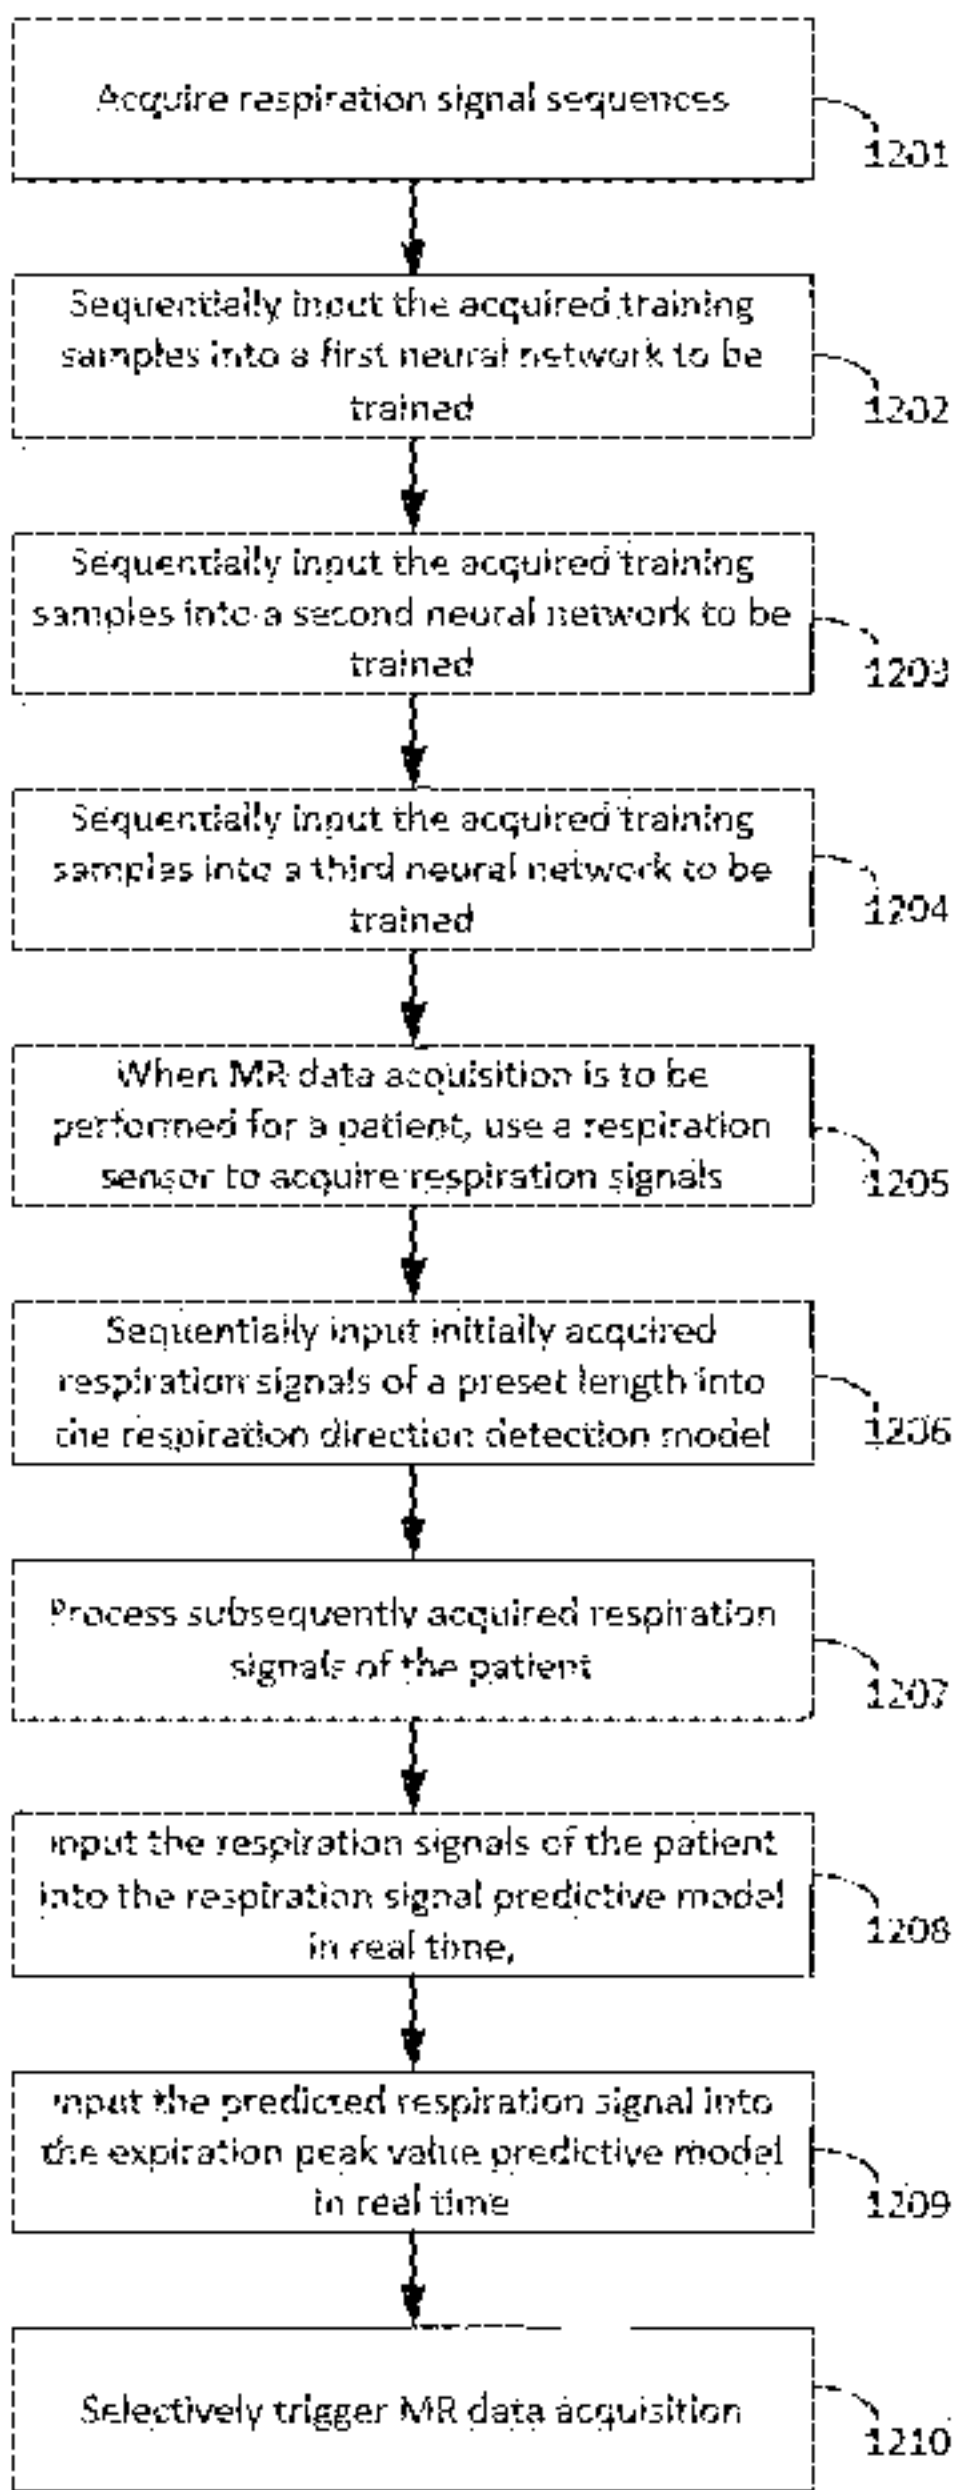 Acquire respiration signal sequences
1201
Sequentially input the acquired training
samples into a first neural network to be
trained
1202
Sequentially input the acquired training
samples into a second neural network to be
trained
1203
Sequentially input the acquired training
samples into a third neural network to be
trained
1204
When MR data acquisition is to be
performed for a patient, use a respiration
sensor to acquire respiration signals
1205
Sequentially input initially acquired
respiration signals of a preset length into
the respiration direction detection model
1206
Process subsequently acquired respiration
signals of the patient
1207
Input the respiration signals of the patient
into the respiration signal predictive model
in real time,
1208
Input the predicted respiration signal into
the expiration peak value predictive model
in real time
1209
Selectively trigger MR data acquisition
1210